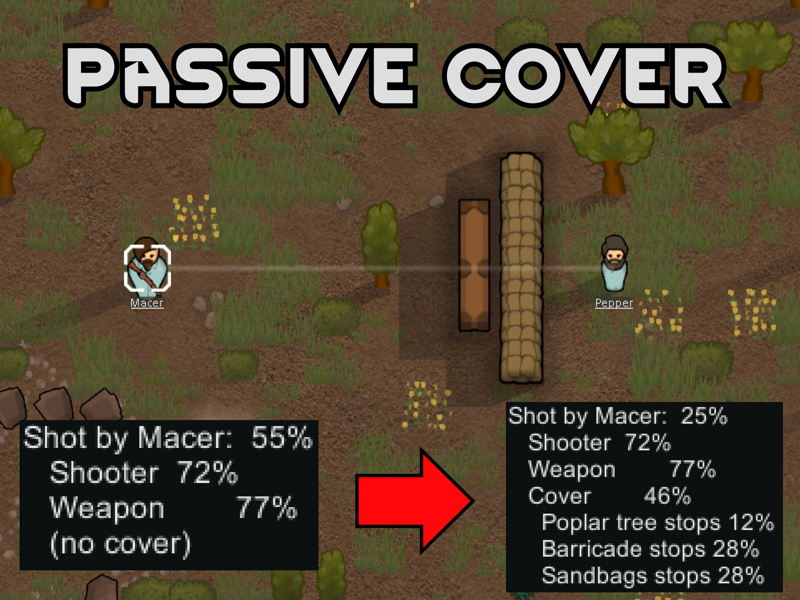 PASSIVE COVER
Macer
Pepper
Shot by Macer: 55%
Shooter 72%
Weapon 77%
(no cover)
Shot by Macer: 25%
Shooter 72%
Weapon 77%
Cover 46%
Poplar tree stops 12%
Barricade stops 28%
Sandbags stops 28%